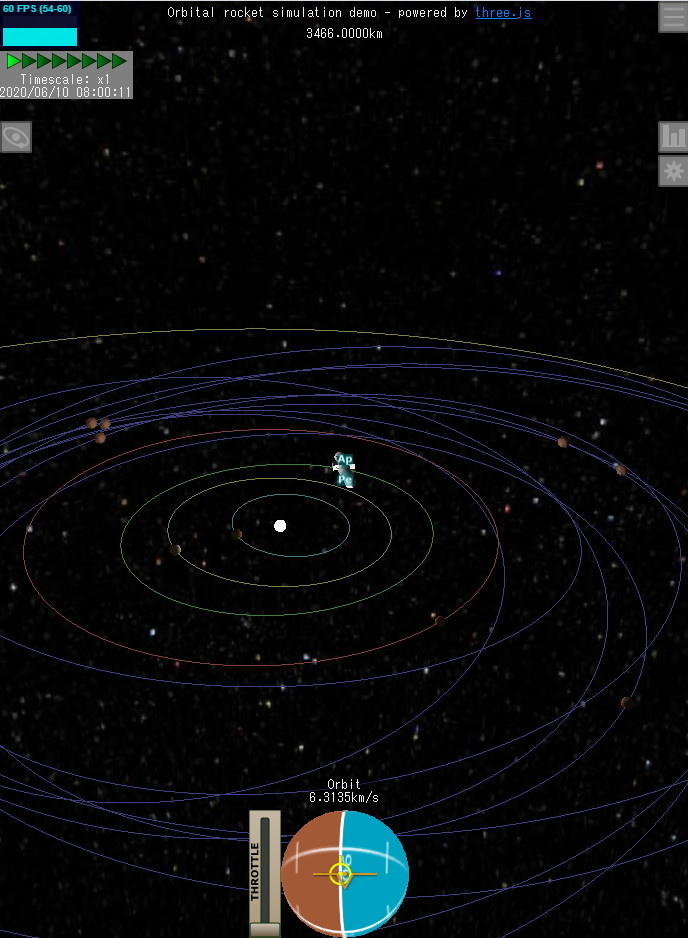 60 FPS (54-60)
Orbital rocket simulation demo - powered by three.js
3466.0000km
Timescale: x1
2020/06/10 08:00:11
Ap
Pe
Orbit
6.3135km/s
THROTTLE